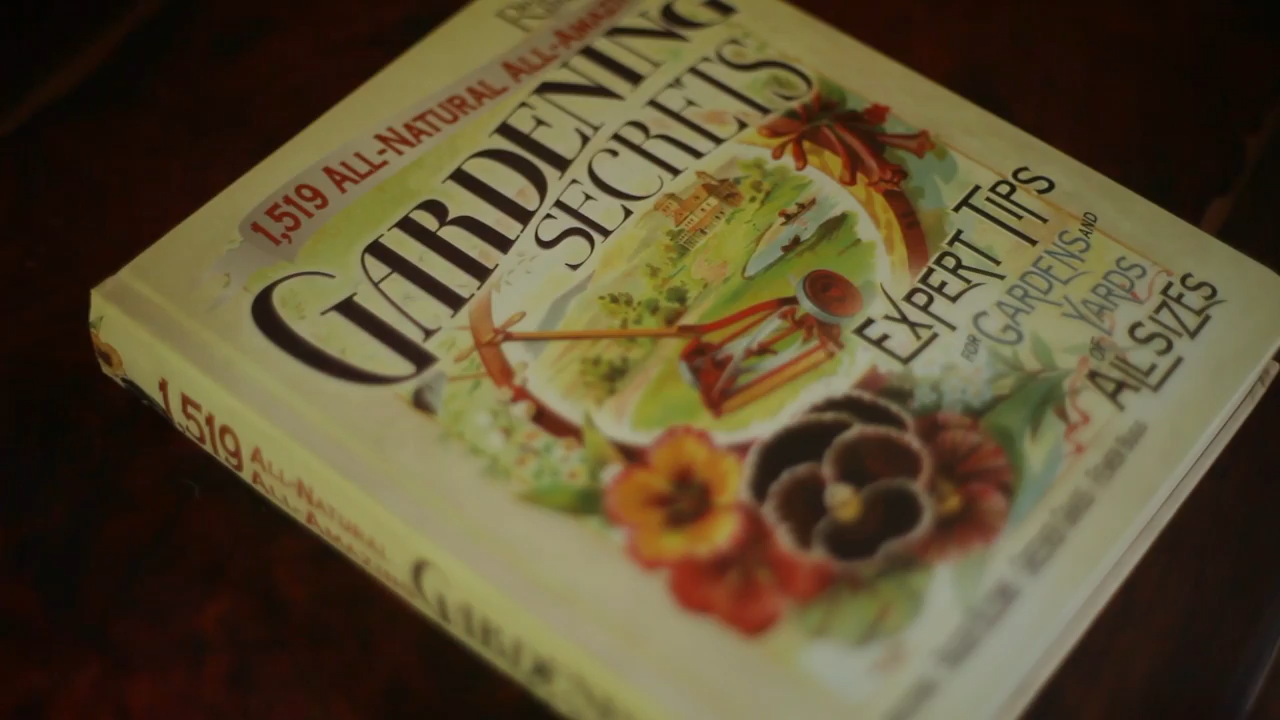 1,519 ALL-NATURAL ALL-AMAZING
GARDENING
SECRETS
EXPERT TIPS
FOR GARDENS AND
YARDS
OF ALL SIZES
1,519 ALL-NATURAL
ALL-AMAZING
GARDEN